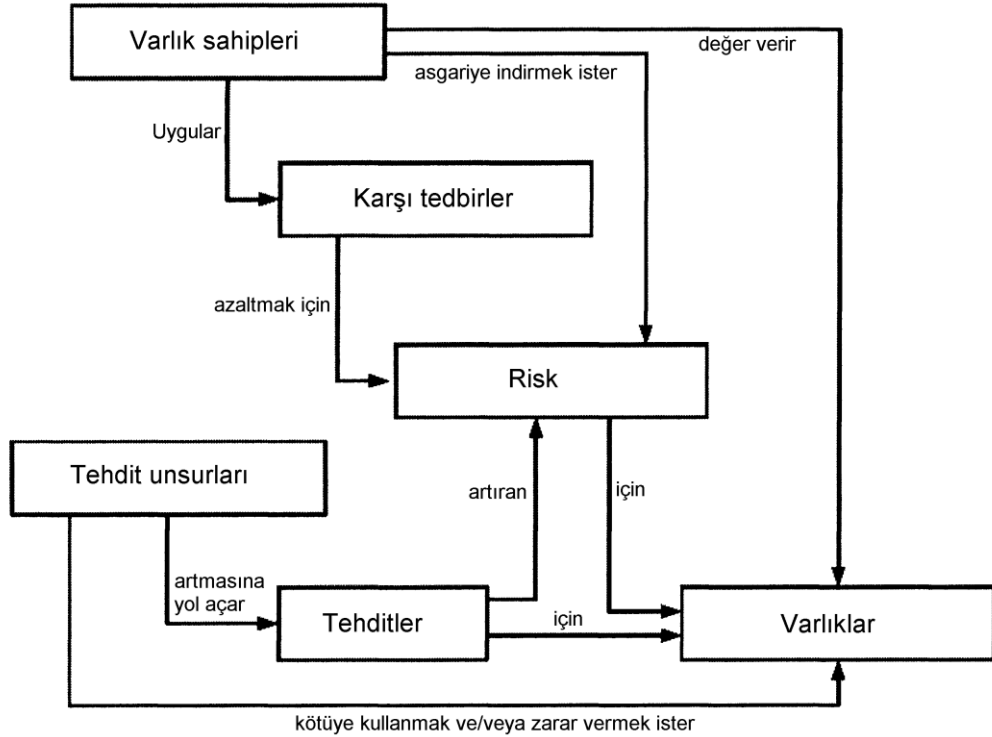 Varlık sahipleri
değer verir
asgariye indirmek ister
Uygular
Karşı tedbirler
azaltmak için
Risk
Tehdit unsurları
artıran
için
artmasına
yol açar
Tehditler
için
Varlıklar
kötüye kullanmak ve/veya zarar vermek ister